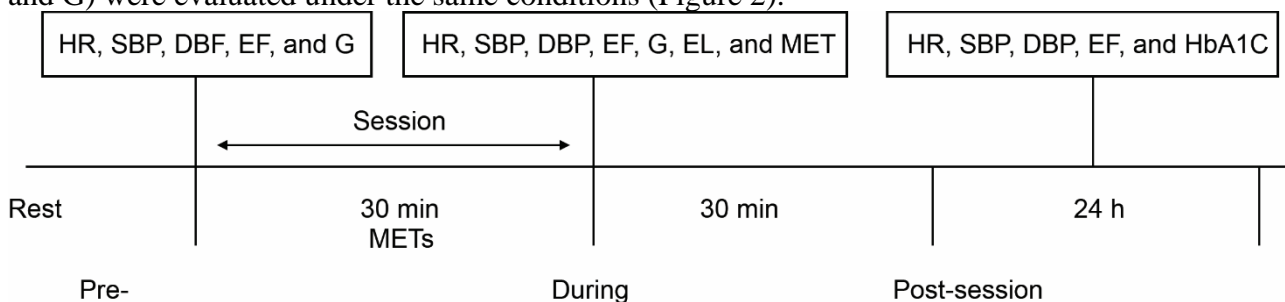 and G) were evaluated under the same conditions (Figure 2).
HR, SBP, DBF, EF, and G
HR, SBP, DBP, EF, G, EL, and MET
HR, SBP, DBP, EF, and HbA1C
Session
Rest
30 min
METs
30 min
24 h
Pre-
During
Post-session